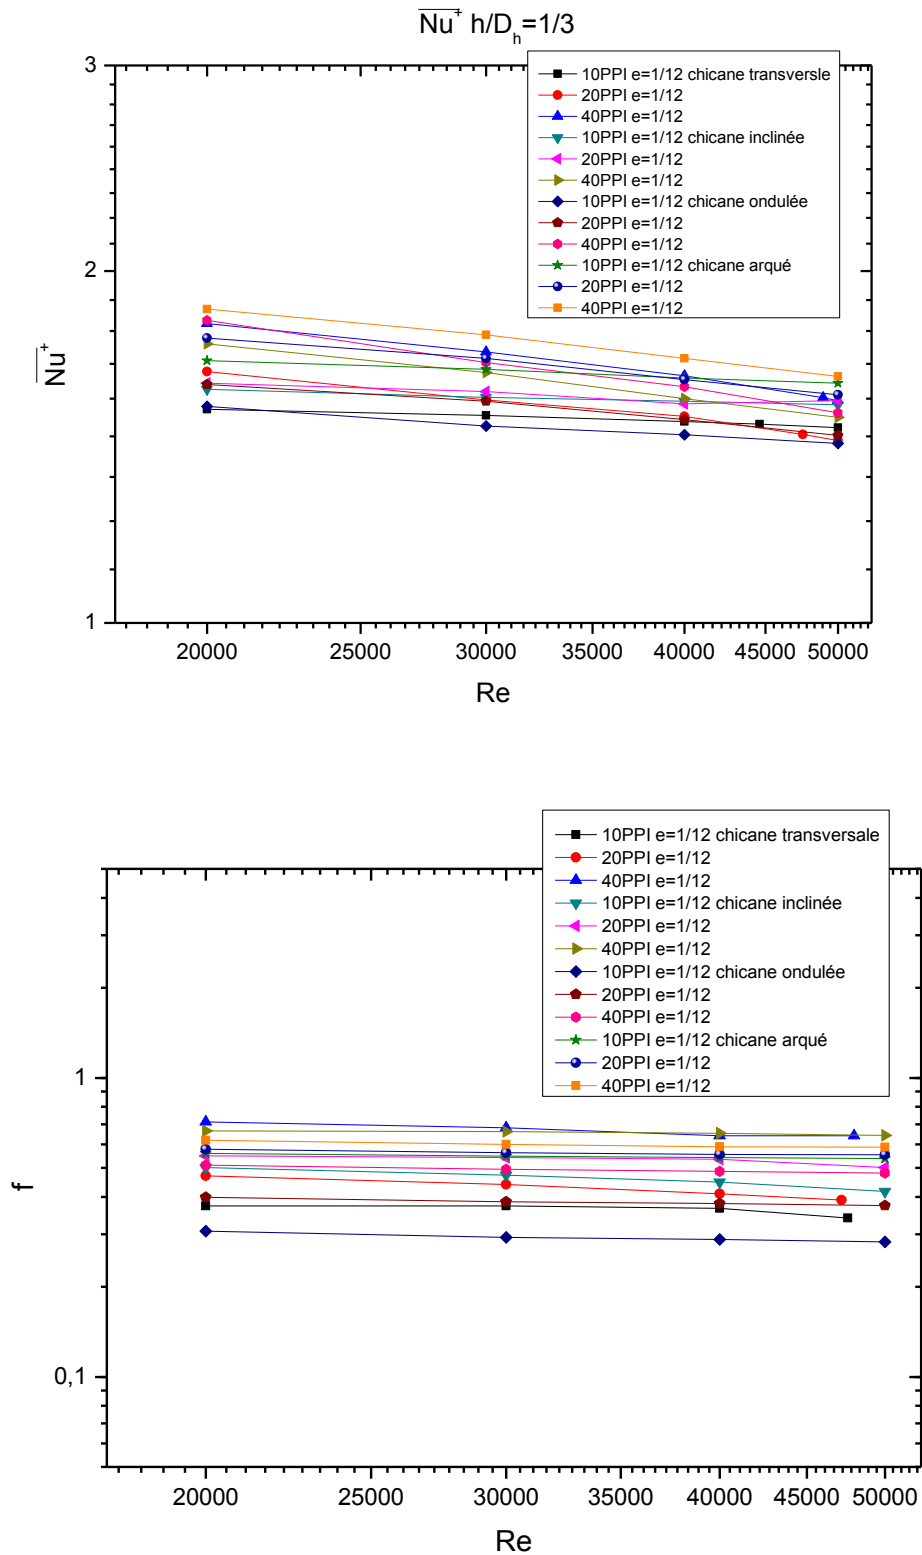 Nu⁺ h/Dₕ=1/3
3
2
1
Nu⁺
10PPI e=1/12 chicane transversle
20PPI e=1/12
40PPI e=1/12
10PPI e=1/12 chicane inclinée
20PPI e=1/12
40PPI e=1/12
10PPI e=1/12 chicane ondulée
20PPI e=1/12
40PPI e=1/12
10PPI e=1/12 chicane arqué
20PPI e=1/12
40PPI e=1/12
20000 25000 30000 35000 40000 45000 50000
Re
10PPI e=1/12 chicane transversale
20PPI e=1/12
40PPI e=1/12
10PPI e=1/12 chicane inclinée
20PPI e=1/12
40PPI e=1/12
10PPI e=1/12 chicane ondulée
20PPI e=1/12
40PPI e=1/12
10PPI e=1/12 chicane arqué
20PPI e=1/12
40PPI e=1/12
1
0,1
f
20000 25000 30000 35000 40000 45000 50000
Re